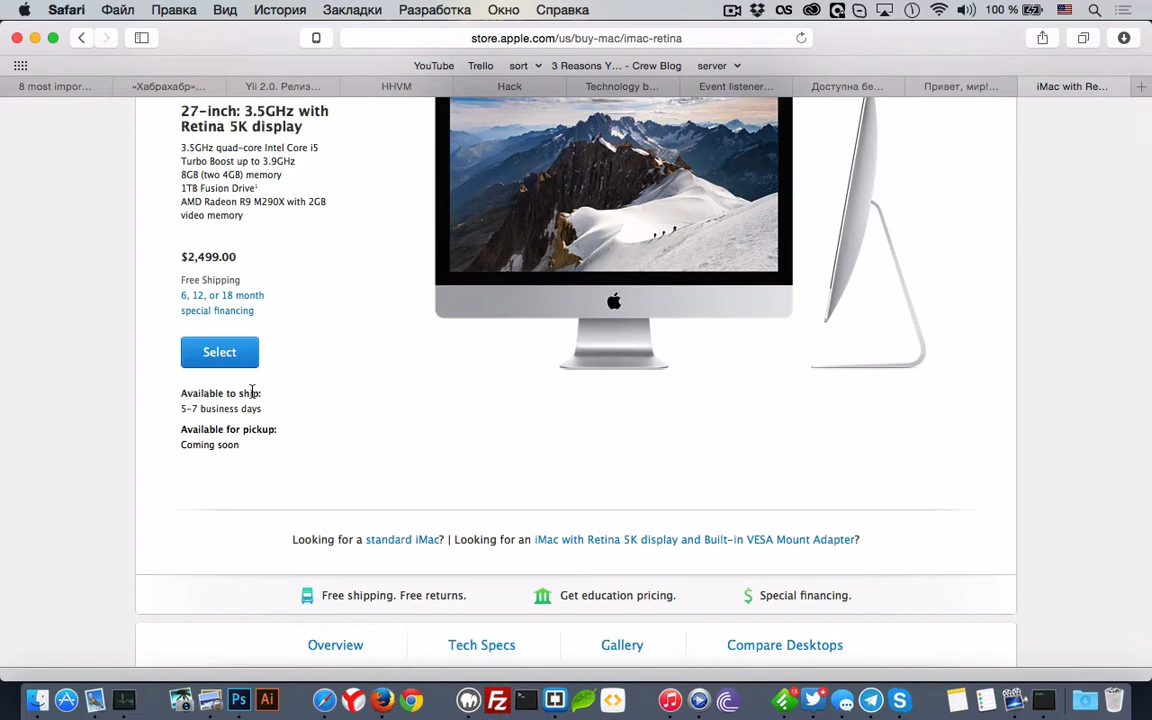 Safari Файл Правка Вид История Закладки Разработка Окно Справка 100 %
store.apple.com/us/buy-mac/imac-retina
YouTube Trello sort 3 Reasons Y… – Crew Blog server
8 most impor... «Хабрахабр»... Yii 2.0. Релиз... HHVM Hack Technology b... Event listener... Доступна бе... Привет, мир!... iMac with Re...
27-inch: 3.5GHz with
Retina 5K display
3.5GHz quad-core Intel Core i5
Turbo Boost up to 3.9GHz
8GB (two 4GB) memory
1TB Fusion Drive¹
AMD Radeon R9 M290X with 2GB
video memory
$2,499.00
Free Shipping
6, 12, or 18 month
special financing
Select
Available to ship:
5-7 business days
Available for pickup:
Coming soon
Looking for a standard iMac? | Looking for an iMac with Retina 5K display and Built-in VESA Mount Adapter?
Free shipping. Free returns. Get education pricing. Special financing.
Overview Tech Specs Gallery Compare Desktops
Ps Ai